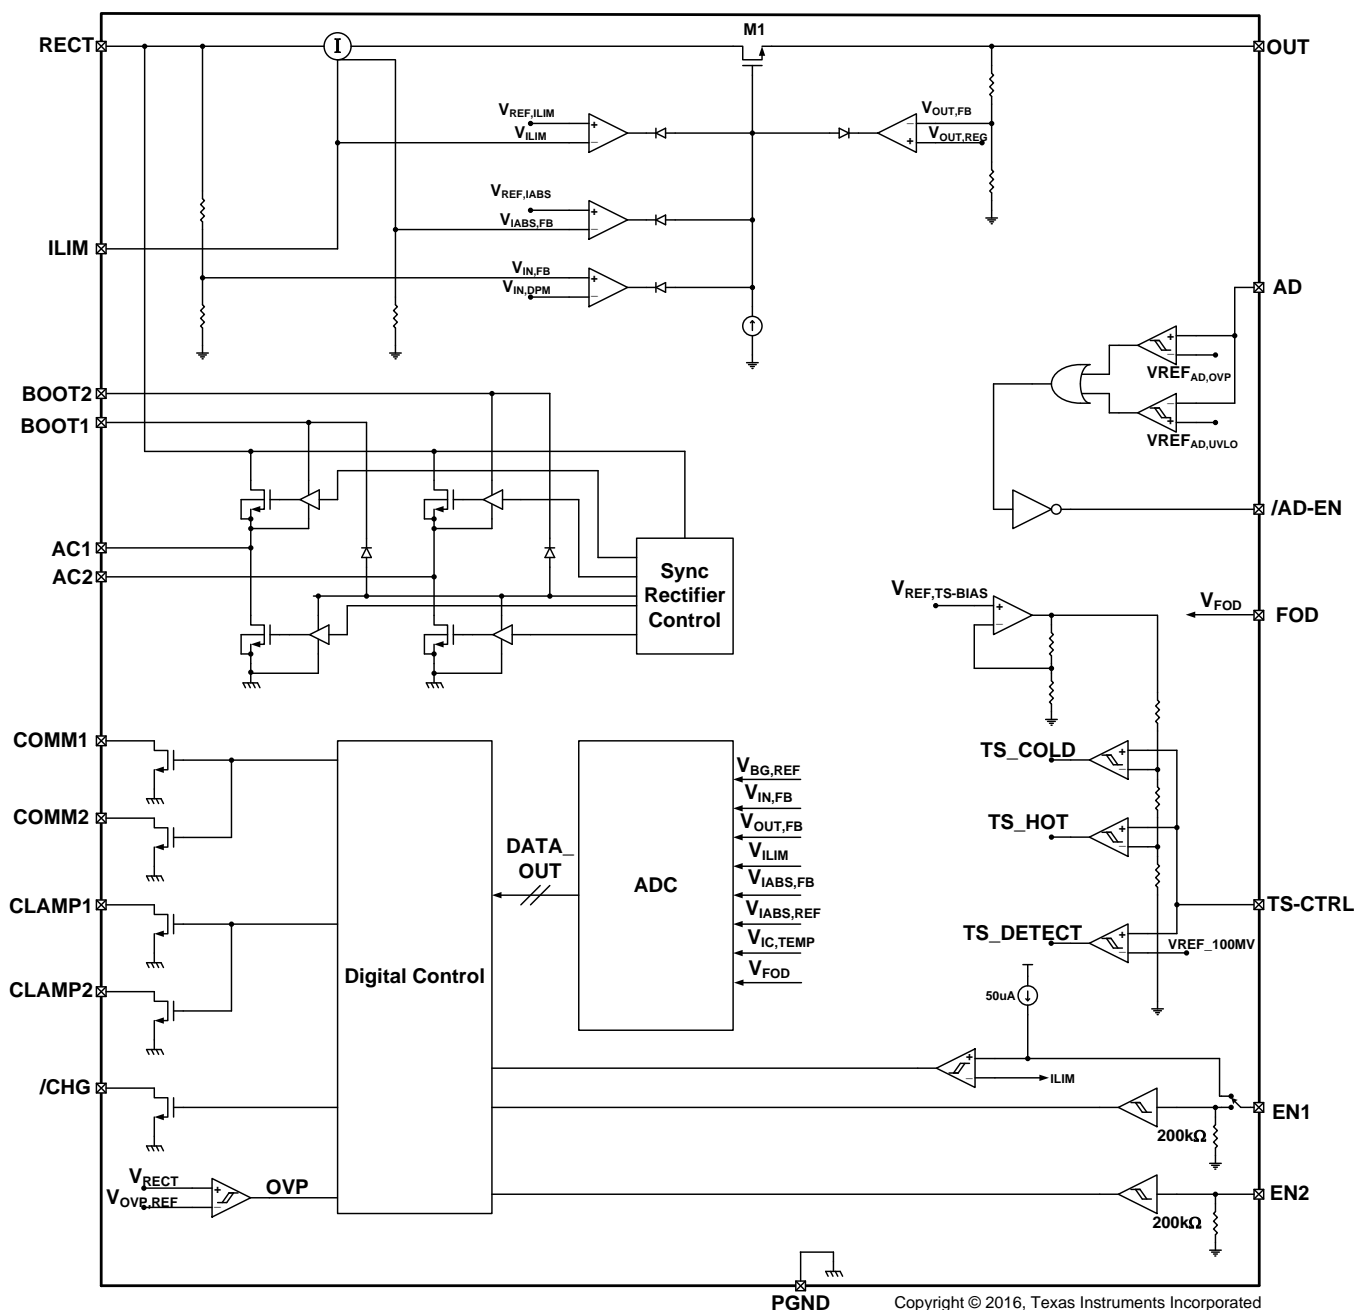 M1
RECT
I
OUT
VREF,ILIM
VILIM
VOUT,FB
VOUT,REG
VREF,IABS
VIABS,FB
ILIM
VIN,FB
VIN,DPM
AD
VREFAD,OVP
BOOT2
BOOT1
VREFAD,UVLO
/AD-EN
AC1
AC2
Sync
Rectifier
Control
VREF,TS-BIAS
VFOD
FOD
COMM1
COMM2
CLAMP1
CLAMP2
/CHG
Digital Control
DATA_
OUT
ADC
VBG,REF
VIN,FB
VOUT,FB
VILIM
VIABS,FB
VIABS,REF
VIC,TEMP
VFOD
TS_COLD
TS_HOT
TS-CTRL
TS_DETECT
VREF_100MV
50uA
ILIM
EN1
200kΩ
EN2
200kΩ
VRECT
VOVP,REF
OVP
PGND
Copyright © 2016, Texas Instruments Incorporated